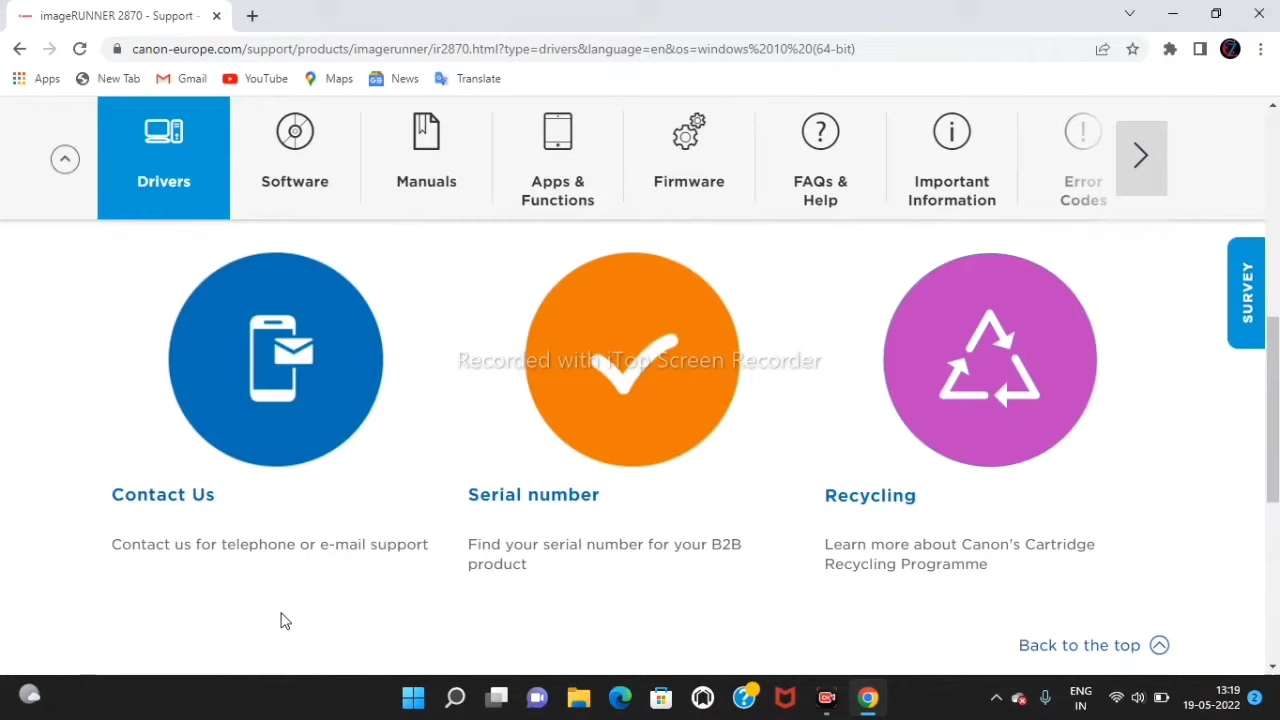 imageRUNNER 2870 - Support -
canon-europe.com/support/products/imagerunner/ir2870.html?type=drivers&language=en&os=windows%2010%20(64-bit)
Apps New Tab Gmail YouTube Maps News Translate
Drivers Software Manuals Apps & Functions Firmware FAQs & Help Important Information Error Codes
SURVEY
Recorded with iTop Screen Recorder
Contact Us
Contact us for telephone or e-mail support
Serial number
Find your serial number for your B2B
product
Recycling
Learn more about Canon's Cartridge
Recycling Programme
Back to the top
ENG
IN
13:19
19-05-2022
2